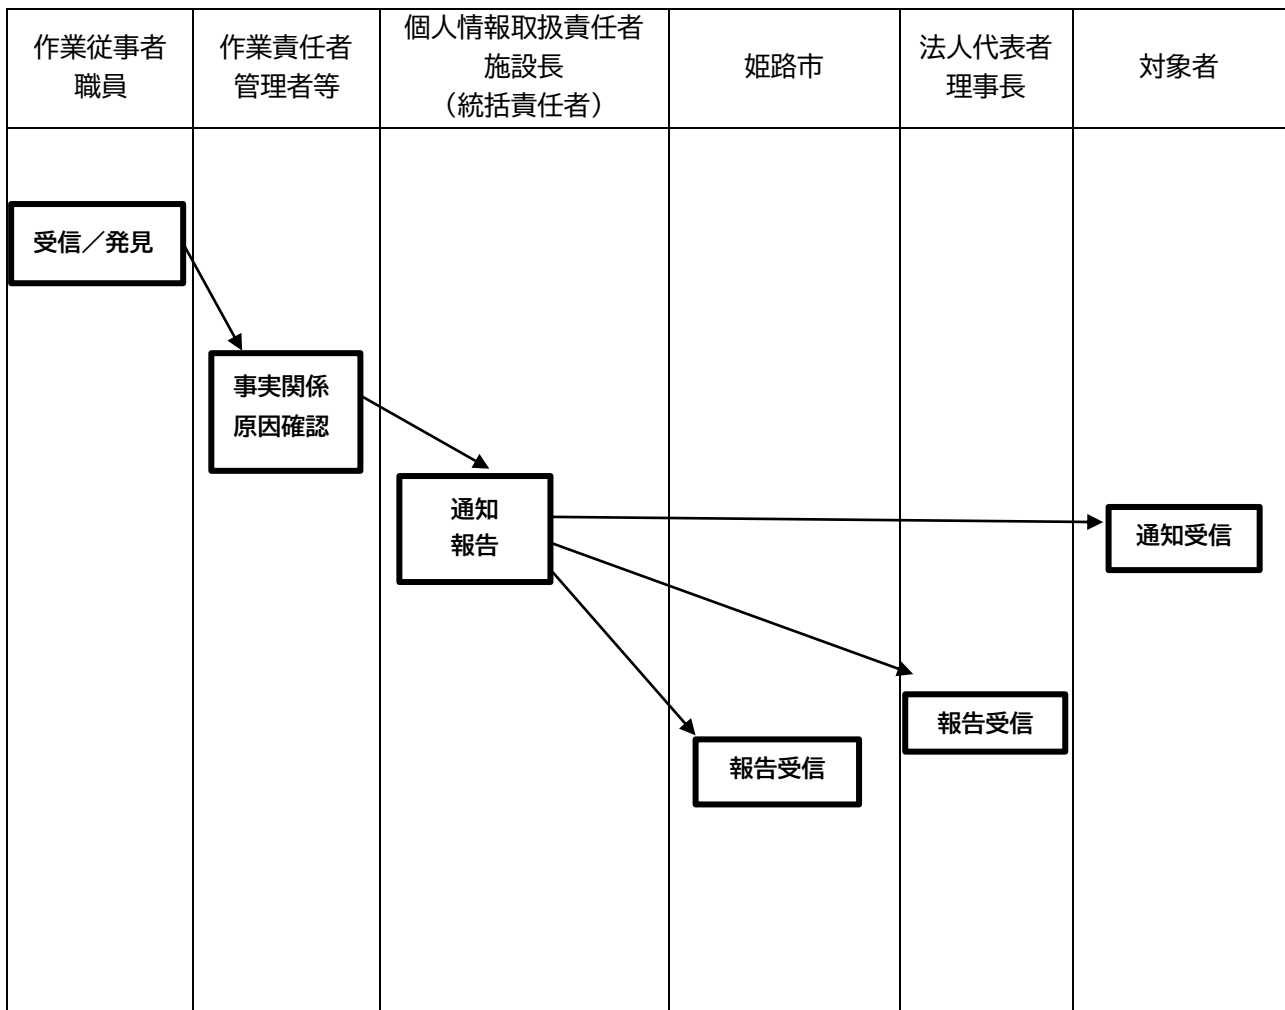 作業従事者
職員
作業責任者
管理者等
個人情報取扱責任者
施設長
（統括責任者）
姫路市
法人代表者
理事長
対象者
受信／発見
事実関係
原因確認
通知
報告
通知受信
報告受信
報告受信